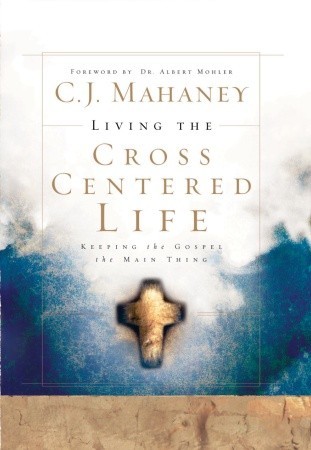 Foreword by Dr. Albert Mohler
C.J. Mahaney
Living the
Cross
Centered
Life
Keeping the Gospel
the Main Thing